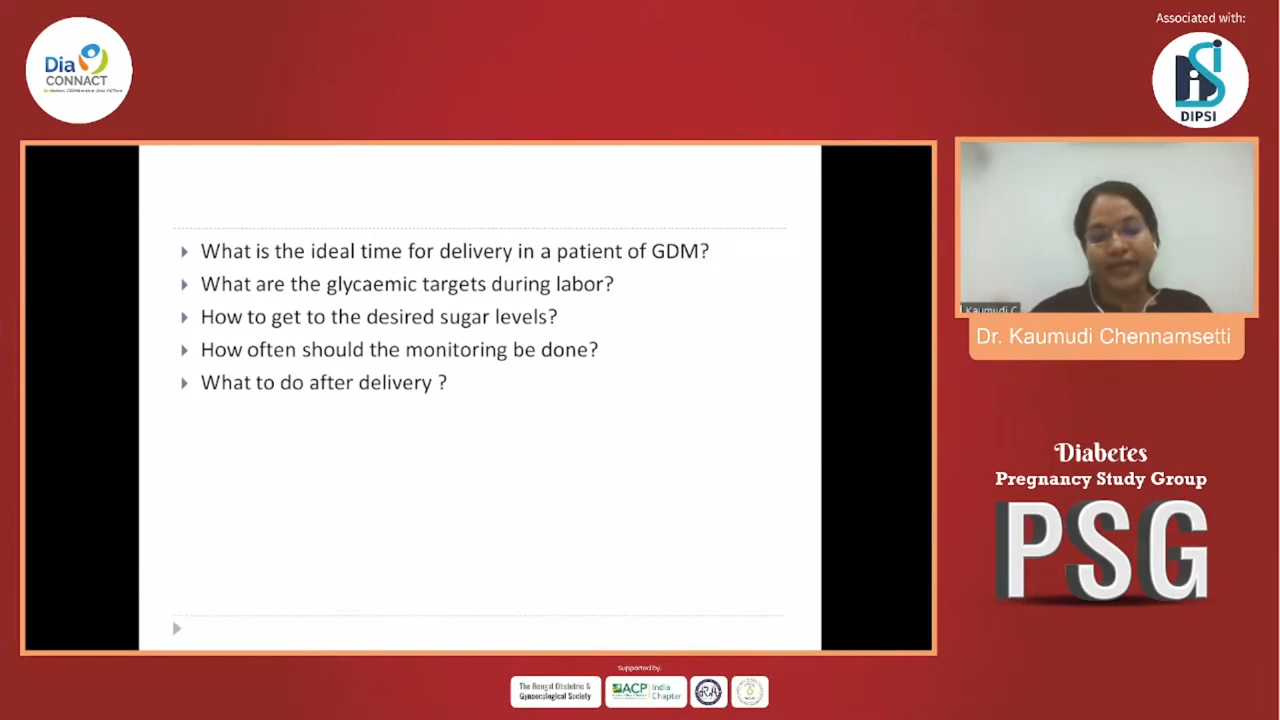 Associated with:
Dia
CONNACT
DIPSI
What is the ideal time for delivery in a patient of GDM?
What are the glycaemic targets during labor?
How to get to the desired sugar levels?
How often should the monitoring be done?
What to do after delivery ?
Kaumudi C
Dr. Kaumudi Chennamsetti
Diabetes
Pregnancy Study Group
PSG
Supported by:
The Bengal Obstetric &
Gynaecological Society
ACP
India
Chapter